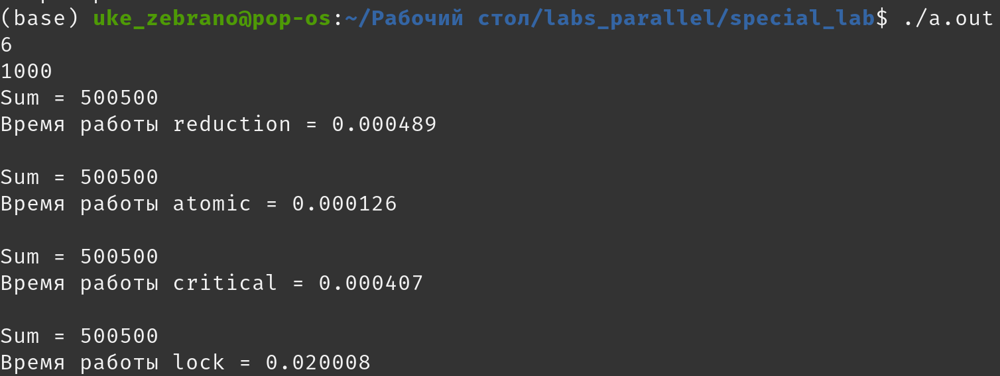 (base) uke_zebrano@pop-os:~/Рабочий стол/labs_parallel/special_lab$ ./a.out
6
1000
Sum = 500500
Время работы reduction = 0.000489
Sum = 500500
Время работы atomic = 0.000126
Sum = 500500
Время работы critical = 0.000407
Sum = 500500
Время работы lock = 0.020008